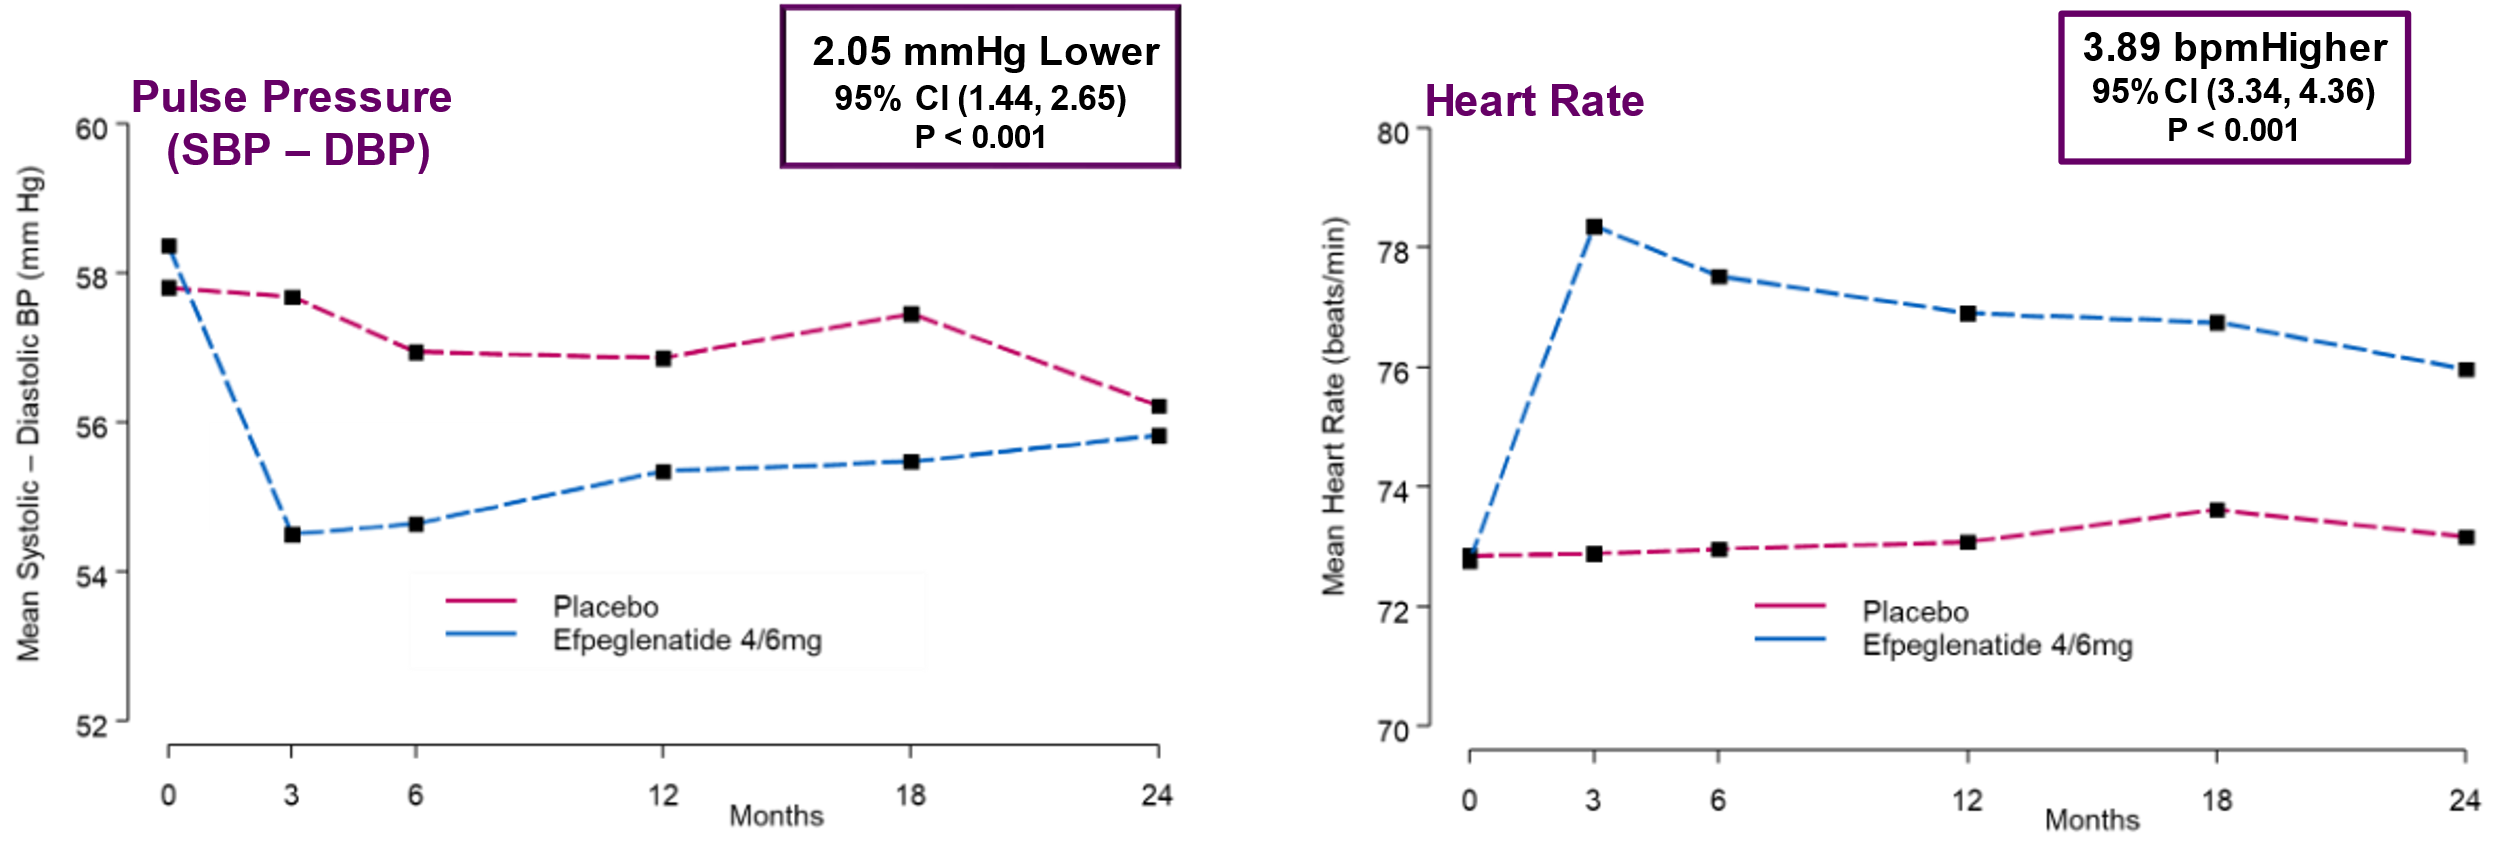 Pulse Pressure
(SBP – DBP)
2.05 mmHg Lower
95% CI (1.44, 2.65)
P < 0.001
Mean Systolic – Diastolic BP (mm Hg)
60
58
56
54
52
Placebo
Efpeglenatide 4/6mg
0 3 6 12 18 24
Months
Heart Rate
3.89 bpmHigher
95% CI (3.34, 4.36)
P < 0.001
Mean Heart Rate (beats/min)
80
78
76
74
72
70
Placebo
Efpeglenatide 4/6mg
0 3 6 12 18 24
Months